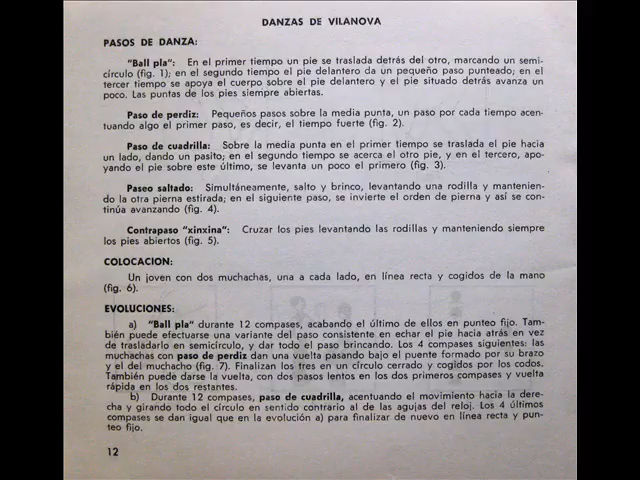 DANZAS DE VILANOVA
PASOS DE DANZA:
"Ball pla": En el primer tiempo un pie se traslada detrás del otro, marcando un semi-
círculo (fig. 1); en el segundo tiempo el pie delantero da un pequeño paso punteado; en el
tercer tiempo se apoya el cuerpo sobre el pie delantero y el pie situado detrás avanza un
poco. Las puntas de los pies siempre abiertas.
Paso de perdiz: Pequeños pasos sobre la media punta, un paso por cada tiempo acen-
tuando algo el primer paso, es decir, el tiempo fuerte (fig. 2).
Paso de cuadrilla: Sobre la media punta en el primer tiempo se traslada el pie hacia
un lado, dando un pasito; en el segundo tiempo se acerca el otro pie, y en el tercero, apo-
yando el pie sobre este último, se levanta un poco el primero (fig. 3).
Paseo saltado: Simultáneamente, salto y brinco, levantando una rodilla y mantenien-
do la otra pierna estirada; en el siguiente paso, se invierte el orden de pierna y así se con-
tinúa avanzando (fig. 4).
Contrapaso "xinxina": Cruzar los pies levantando las rodillas y manteniendo siempre
los pies abiertos (fig. 5).
COLOCACION:
Un joven con dos muchachas, una a cada lado, en línea recta y cogidos de la mano
(fig. 6).
EVOLUCIONES:
a) "Ball pla" durante 12 compases, acabando el último de ellos en punteo fijo. Tam-
bién puede efectuarse una variante del paso consistente en echar el pie hacia atrás en vez
de trasladarlo en semicírculo, y dar todo el paso brincando. Los 4 compases siguientes: las
muchachas con paso de perdiz dan una vuelta pasando bajo el puente formado por su brazo
y el del muchacho (fig. 7). Finalizan los tres en un círculo cerrado y cogidos por los codos.
También puede darse la vuelta, con dos pasos lentos en los dos primeros compases y vuelta
rápida en los dos restantes.
b) Durante 12 compases, paso de cuadrilla, acentuando el movimiento hacia la dere-
cha y girando todo el círculo en sentido contrario al de las agujas del reloj. Los 4 últimos
compases se dan igual que en la evolución a) para finalizar de nuevo en línea recta y pun-
teo fijo.
12